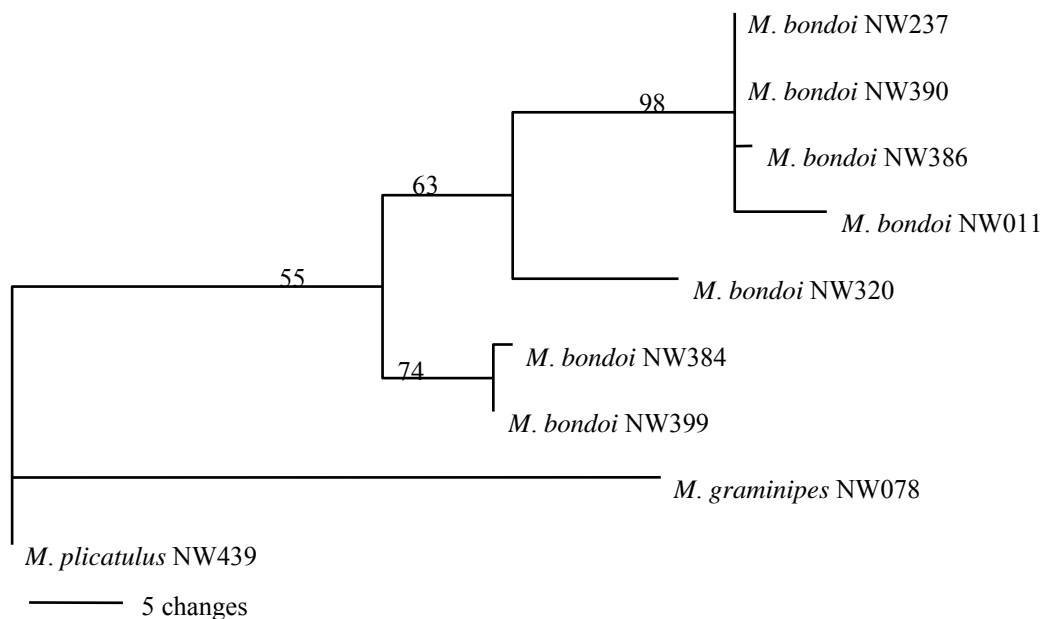 M. bondoi NW237
M. bondoi NW390
98
M. bondoi NW386
63
M. bondoi NW011
55
M. bondoi NW320
M. bondoi NW384
74
M. bondoi NW399
M. graminipes NW078
M. plicatulus NW439
5 changes